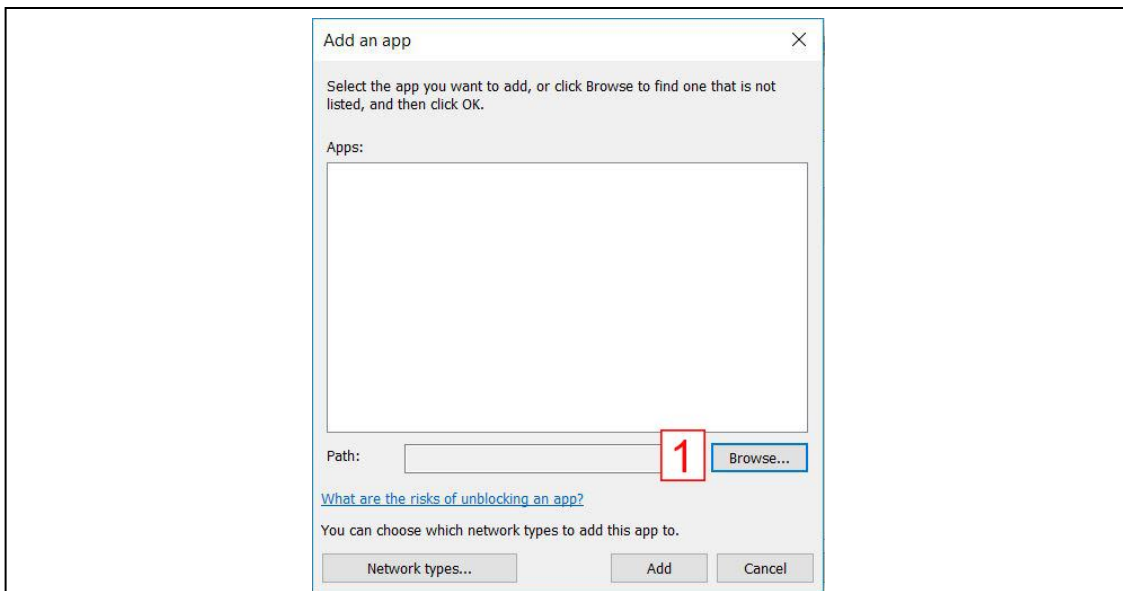 Add an app
Select the app you want to add, or click Browse to find one that is not
listed, and then click OK.
Apps:
Path:
1
Browse...
What are the risks of unblocking an app?
You can choose which network types to add this app to.
Network types...
Add
Cancel